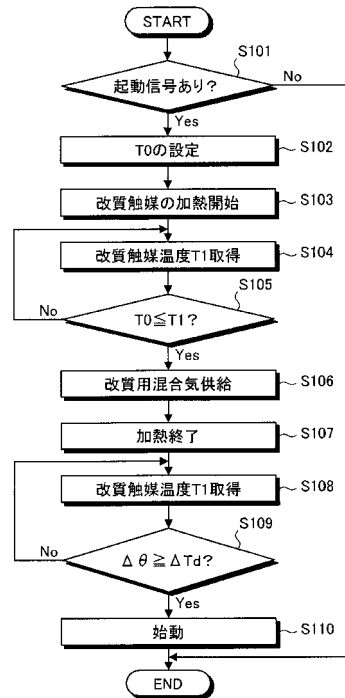 START
S101
起動信号あり?
No
Yes
T0の設定
S102
改質触媒の加熱開始
S103
改質触媒温度T1取得
S104
S105
No
T0≦T1?
Yes
改質用混合気供給
S106
加熱終了
S107
改質触媒温度T1取得
S108
S109
No
Δθ≧ΔTd?
Yes
始動
S110
END